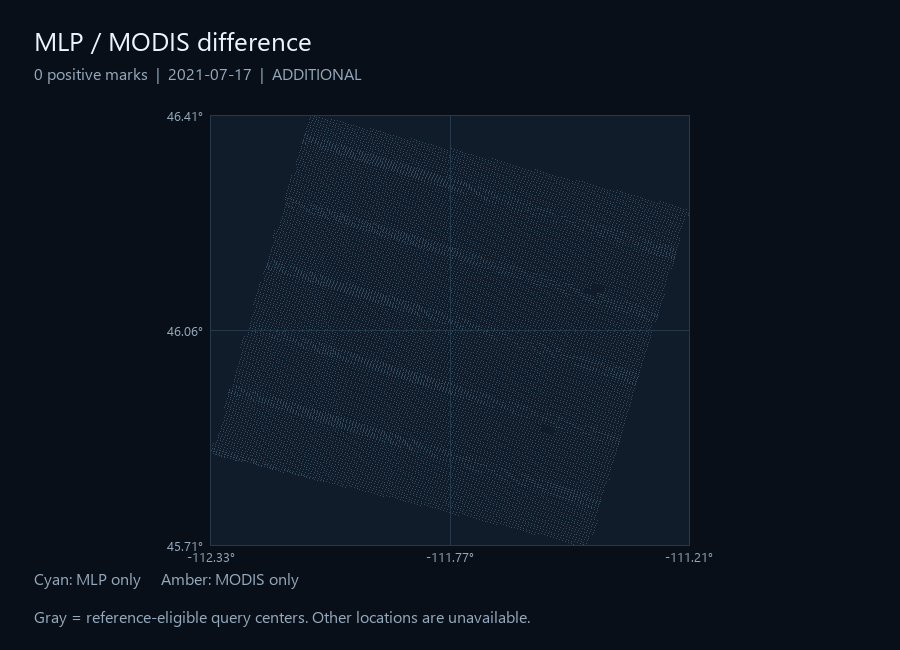 MLP / MODIS difference
0 positive marks | 2021-07-17 | ADDITIONAL
46.41°
46.06°
45.71°
-112.33° -111.77° -111.21°
Cyan: MLP only Amber: MODIS only
Gray = reference-eligible query centers. Other locations are unavailable.